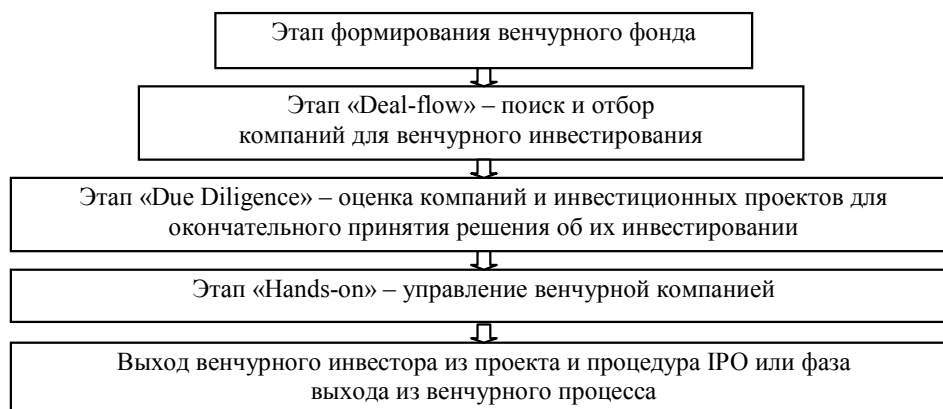 Этап формирования венчурного фонда
Этап «Deal-flow» – поиск и отбор
компаний для венчурного инвестирования
Этап «Due Diligence» – оценка компаний и инвестиционных проектов для
окончательного принятия решения об их инвестировании
Этап «Hands-on» – управление венчурной компанией
Выход венчурного инвестора из проекта и процедура IPO или фаза
выхода из венчурного процесса